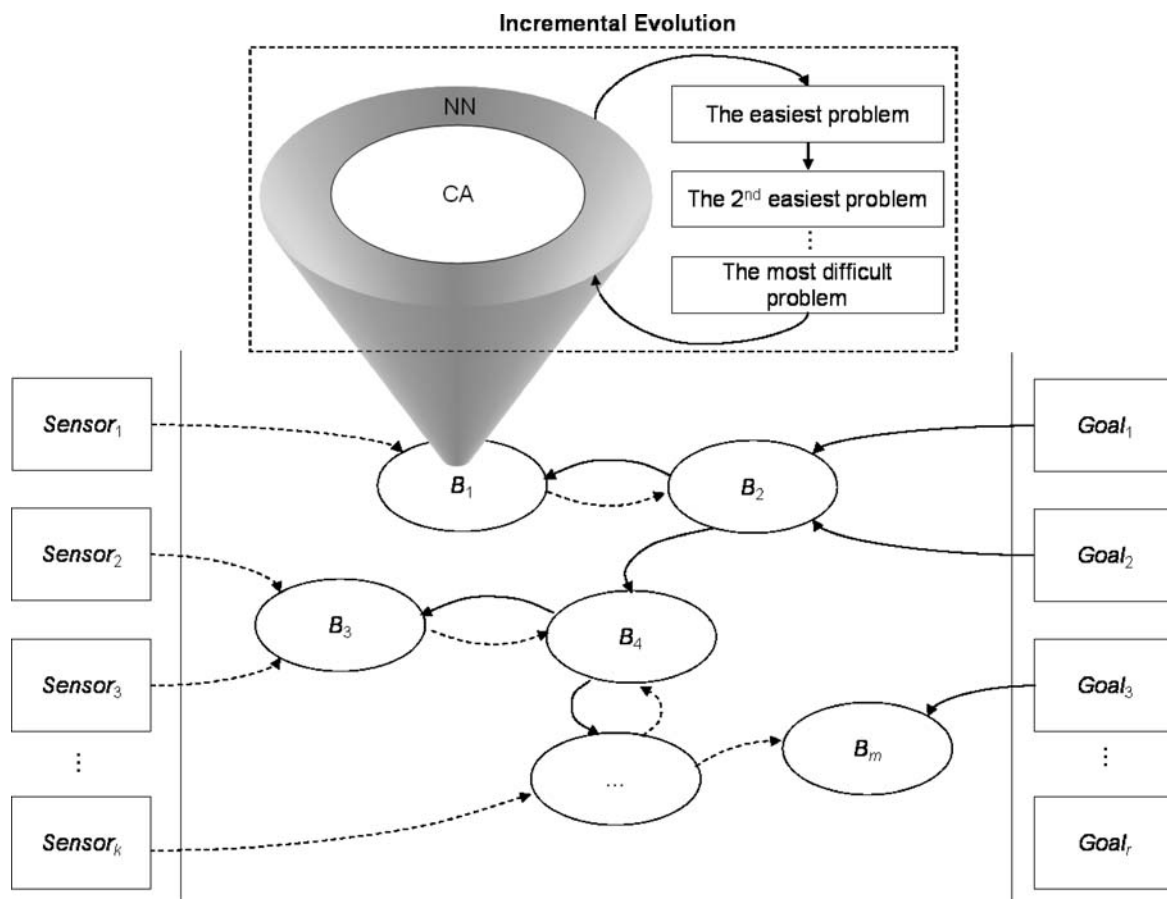 Incremental Evolution
NN
CA
The easiest problem
The 2nd easiest problem
⋮
The most difficult
problem
Sensor1
Sensor2
Sensor3
⋮
Sensork
B1
B2
B3
B4
...
Bm
Goal1
Goal2
Goal3
⋮
Goalr